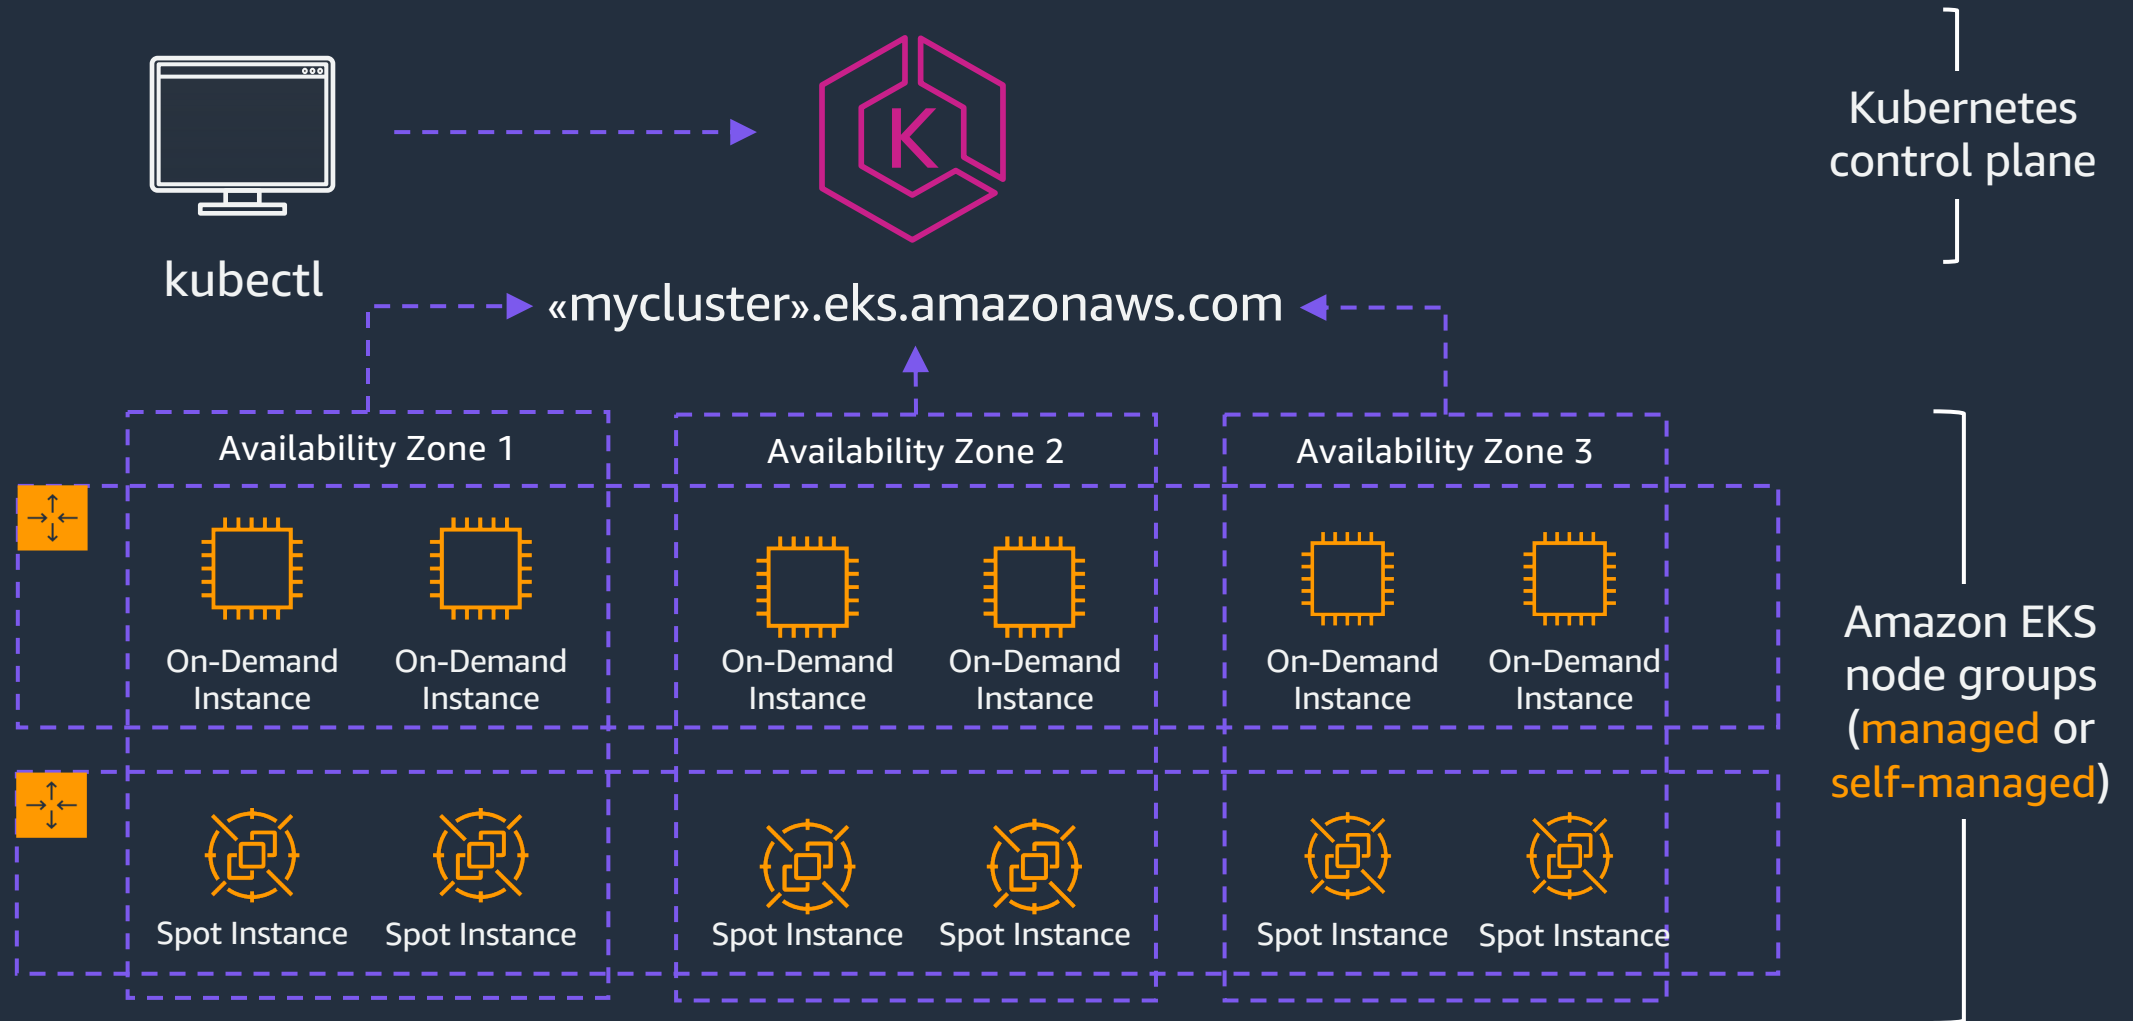 K
kubectl
«mycluster».eks.amazonaws.com
Kubernetes
control plane
Availability Zone 1
Availability Zone 2
Availability Zone 3
On-Demand
Instance
On-Demand
Instance
On-Demand
Instance
On-Demand
Instance
On-Demand
Instance
On-Demand
Instance
Spot Instance
Spot Instance
Spot Instance
Spot Instance
Spot Instance
Spot Instance
Amazon EKS
node groups
(managed or
self-managed)